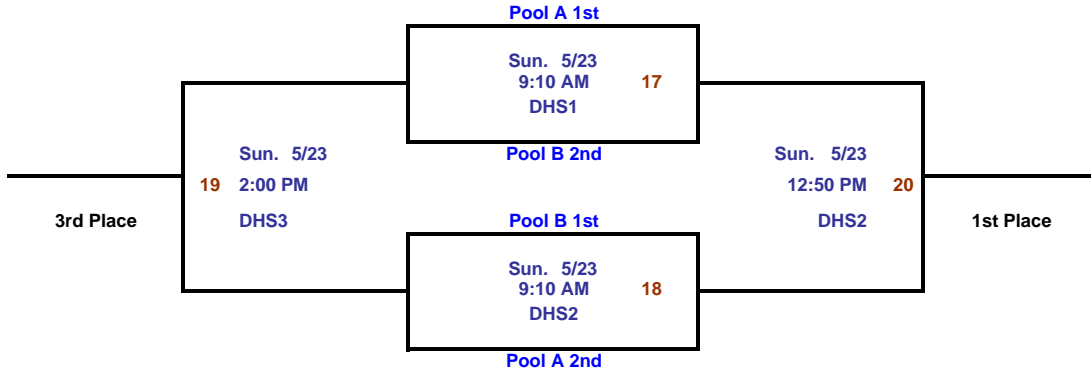 Pool A 1st
Sun. 5/23
9:10 AM 17
DHS1
Pool B 2nd
Sun. 5/23
19 2:00 PM
DHS3
3rd Place
Sun. 5/23
12:50 PM 20
DHS2
1st Place
Pool B 1st
Sun. 5/23
9:10 AM 18
DHS2
Pool A 2nd